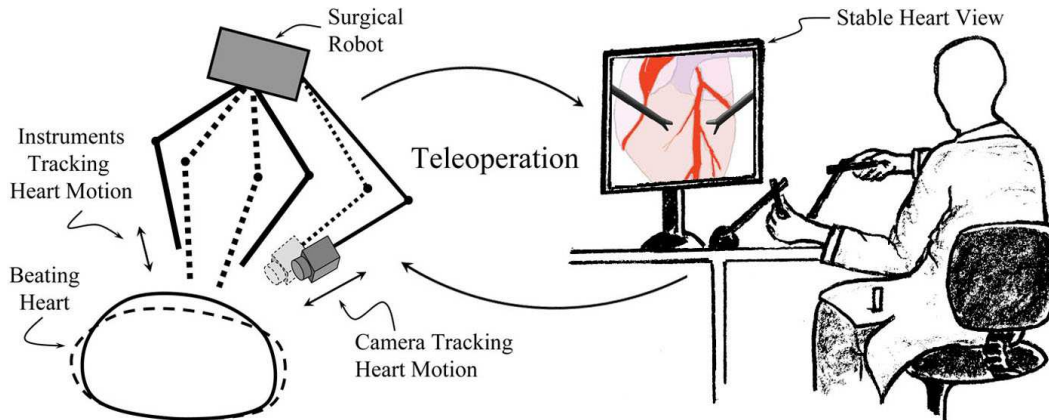 Surgical
Robot
Stable Heart View
Instruments
Tracking
Heart Motion
Teleoperation
Beating
Heart
Camera Tracking
Heart Motion